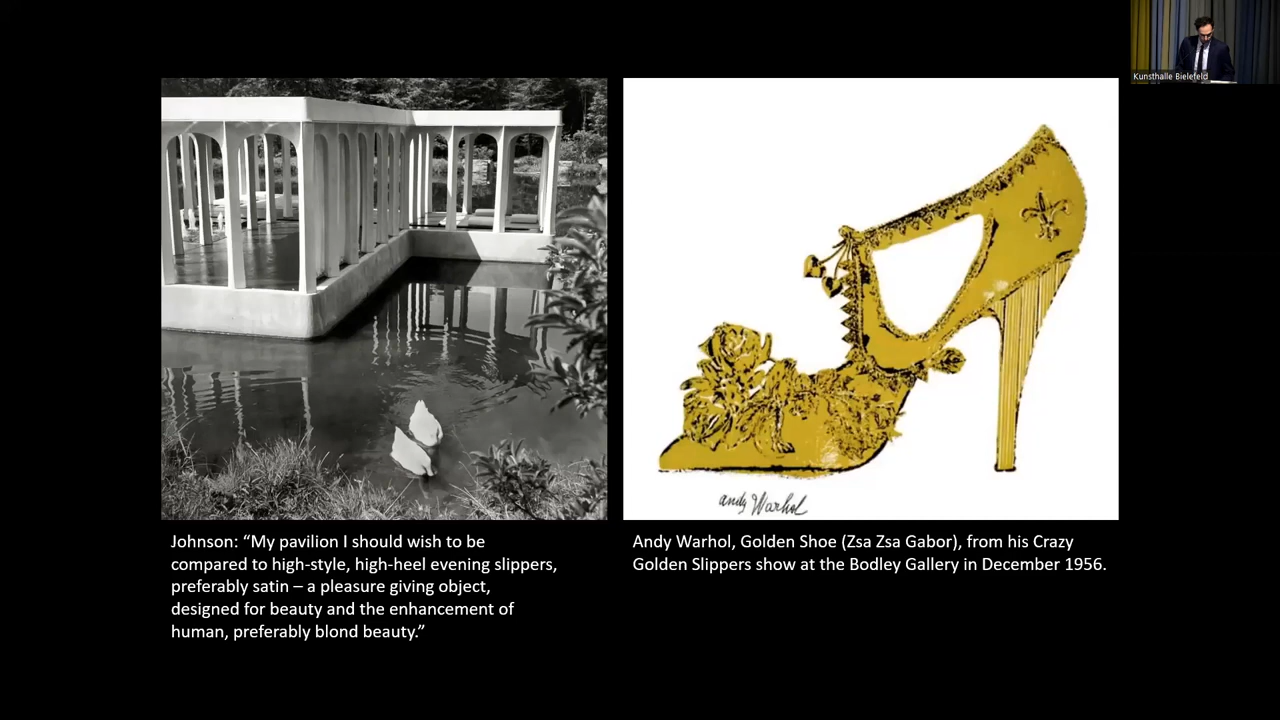 Kunsthalle Bielefeld
andy Warhol
Johnson: “My pavilion I should wish to be
compared to high-style, high-heel evening slippers,
preferably satin – a pleasure giving object,
designed for beauty and the enhancement of
human, preferably blond beauty.”
Andy Warhol, Golden Shoe (Zsa Zsa Gabor), from his Crazy
Golden Slippers show at the Bodley Gallery in December 1956.